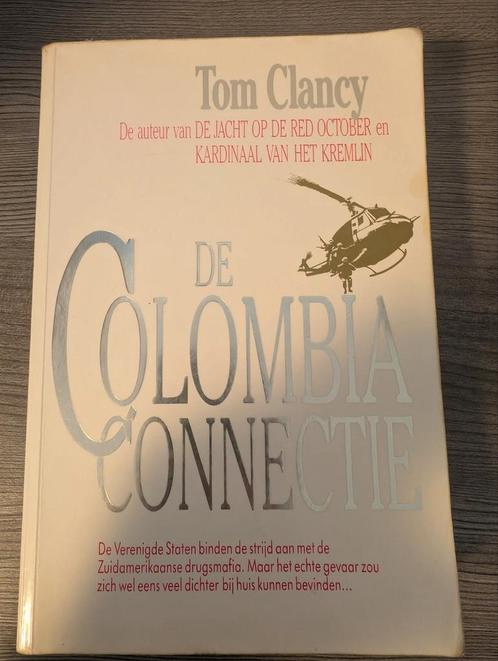 Tom Clancy
De auteur van DE JACHT OP DE RED OCTOBER en
KARDINAAL VAN HET KREMLIN
DE
COLOMBIA
CONNECTIE
De Verenigde Staten binden de strijd aan met de
Zuidamerikaanse drugsmafia. Maar het echte gevaar zou
zich wel eens veel dichter bij huis kunnen bevinden...